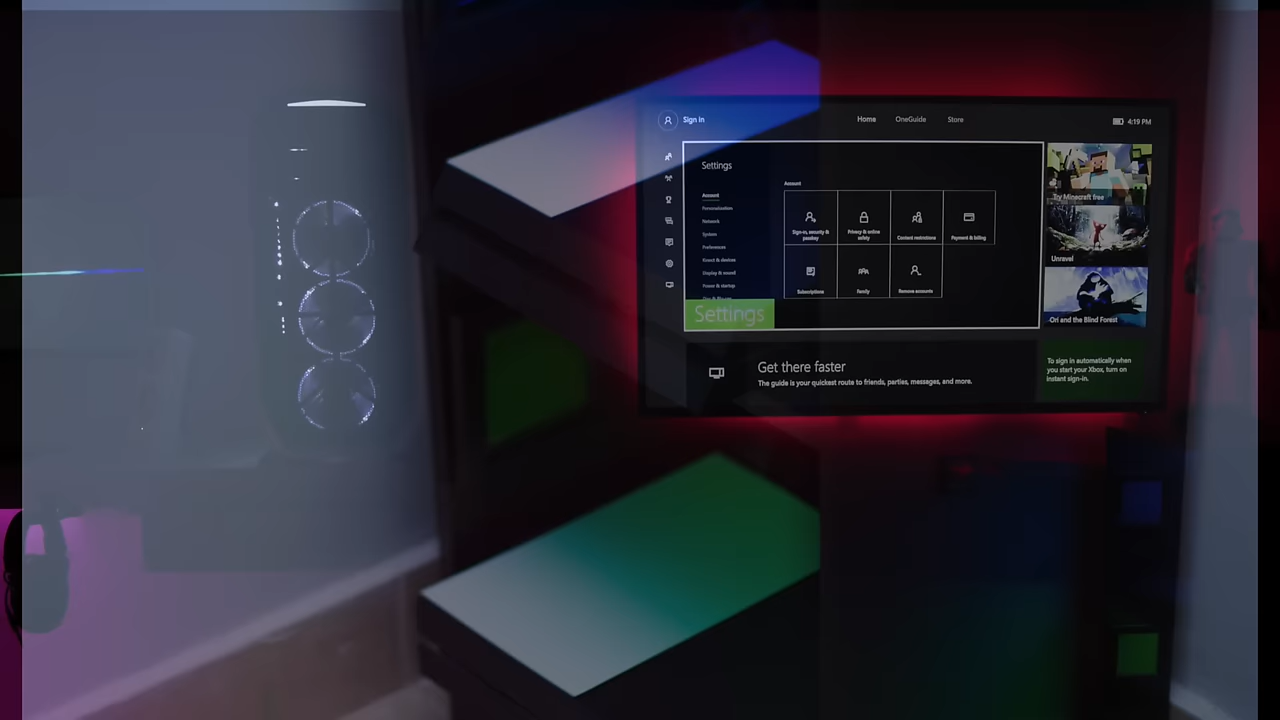 Sign In
Home
OneGuide
Store
4:19 PM
Settings
Account
Personalization
Network
System
Preferences
Kinect & devices
Display & sound
Power & startup
Account
Sign-in, security & passkey
Privacy & online safety
Content restrictions
Payment & billing
Subscriptions
Family
Remove accounts
Settings
Try Minecraft free
Unravel
Ori and the Blind Forest
Get there faster
The guide is your quickest route to friends, parties, messages, and more.
To sign in automatically when
you start your Xbox, turn on
instant sign-in.